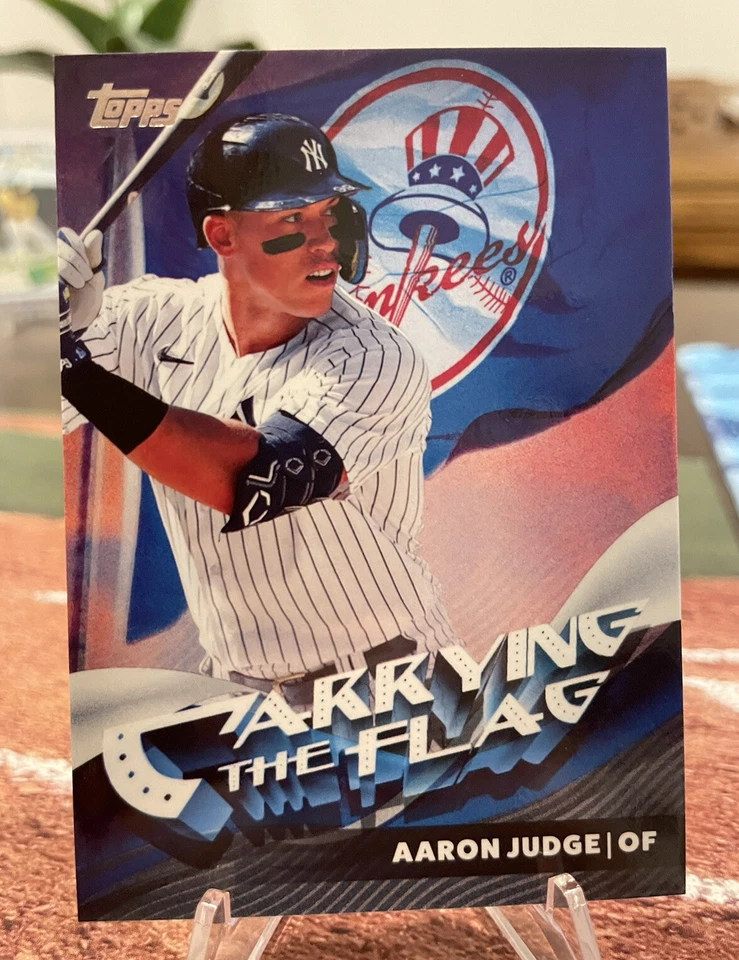 Topps
NY
Yankees®
CARRYING
THE FLAG
AARON JUDGE | OF